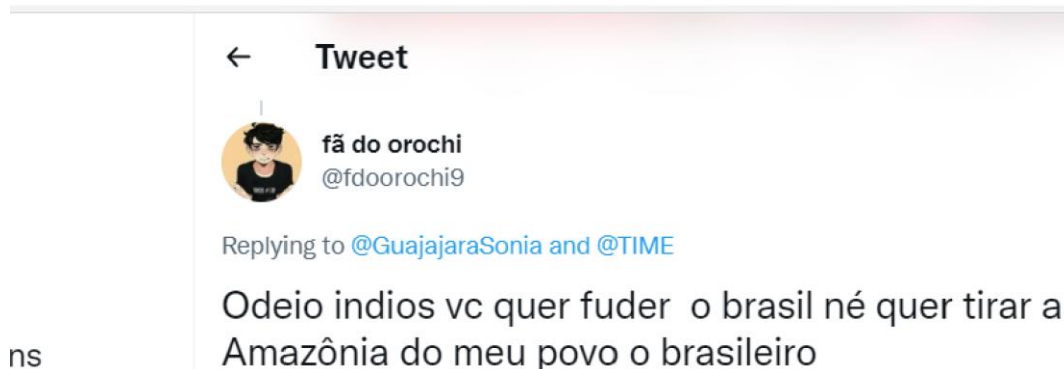 Tweet
fã do orochi
@fdoorochi9
Replying to @GuajajaraSonia and @TIME
Odeio indios vc quer fuder  o brasil né quer tirar a
ns
Amazônia do meu povo o brasileiro